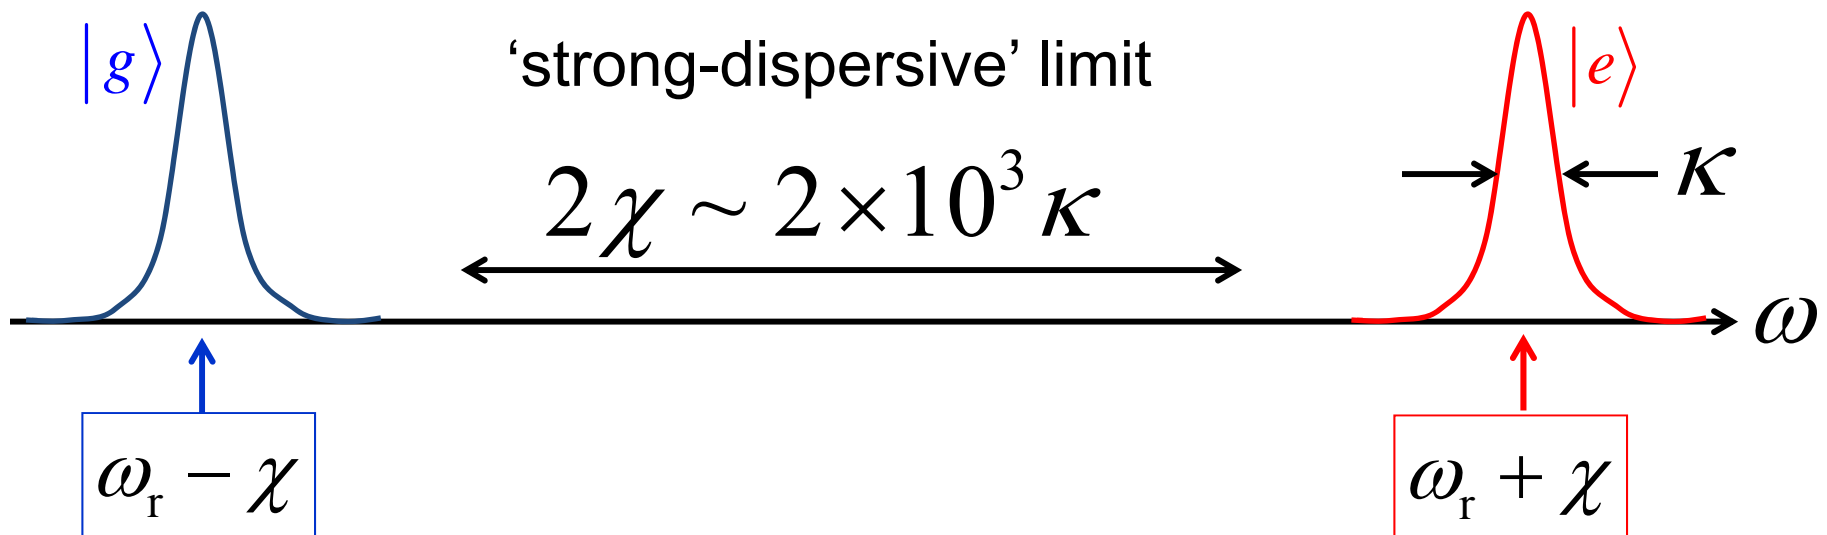 |g⟩
‘strong-dispersive’ limit
|e⟩
2χ ~ 2×10³ κ
κ
ω
ωᵣ − χ
ωᵣ + χ